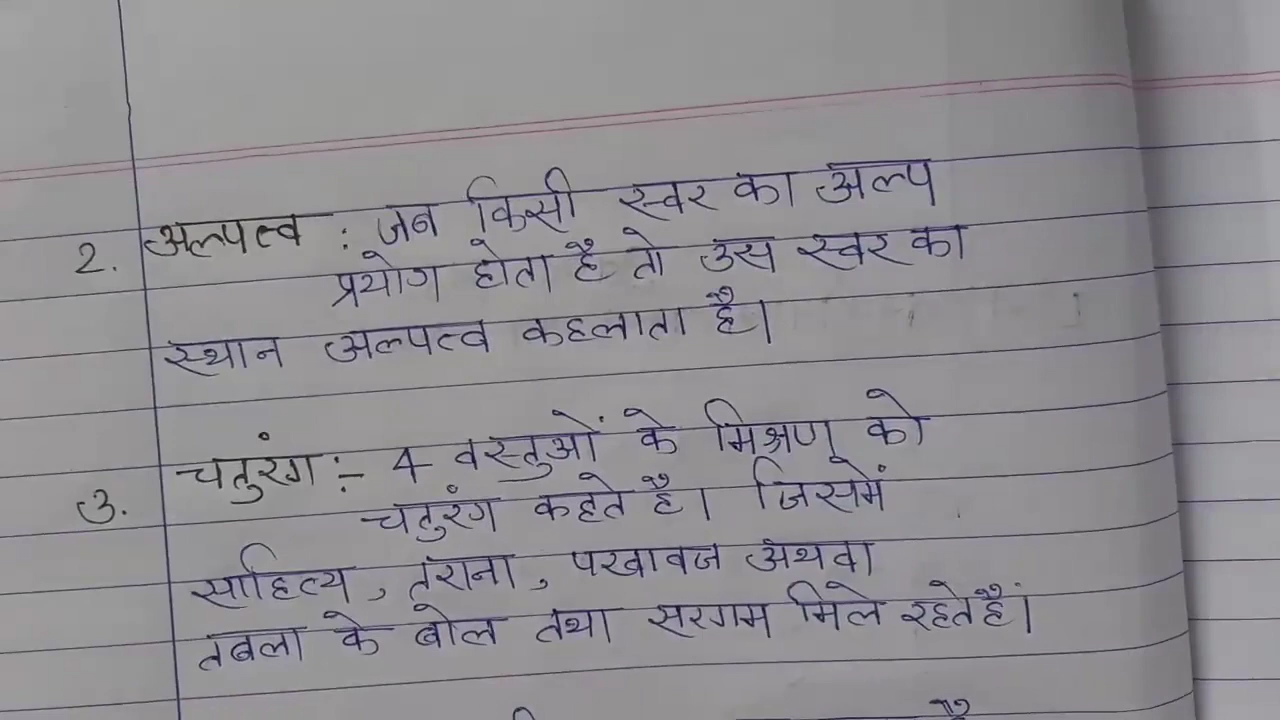 2. अल्पत्व : जब किसी स्वर का अल्प
प्रयोग होता है तो उस स्वर का
स्थान अल्पत्व कहलाता है।
3. चतुरंग :- 4 वस्तुओं के मिश्रण को
चतुरंग कहते है। जिसमें
साहित्य, तराना, पखावज अथवा
तबला के बोल तथा सरगम मिले रहते हैं।